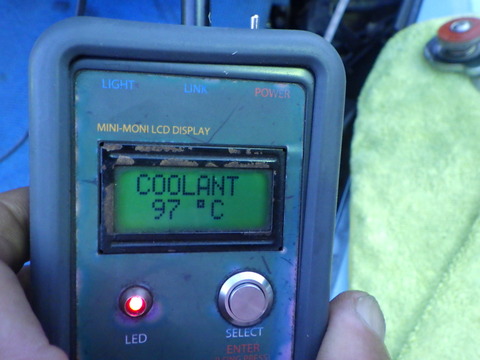 LIGHT LINK POWER
MINI-MONI LCD DISPLAY
COOLANT
97 °C
LED SELECT
ENTER